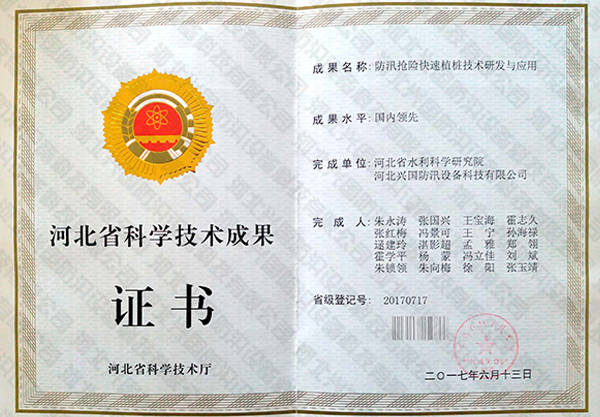 河北省科学技术成果
证书
河北省科学技术厅
成果名称: 防汛抢险快速植桩技术研发与应用
成果水平: 国内领先
完成单位: 河北省水利科学研究院
河北兴国防汛设备科技有限公司
完成人: 朱永涛 张国兴 王宝海 霍志久
张红梅 冯景可 王宁 孙海禄
逯建玲 湛影超 孟雅 郑翎
霍学平 杨蒙 冯立佳 刘斌
朱锁领 朱向梅 徐阳 张玉靖
省级登记号: 20170717
二〇一七年六月十三日